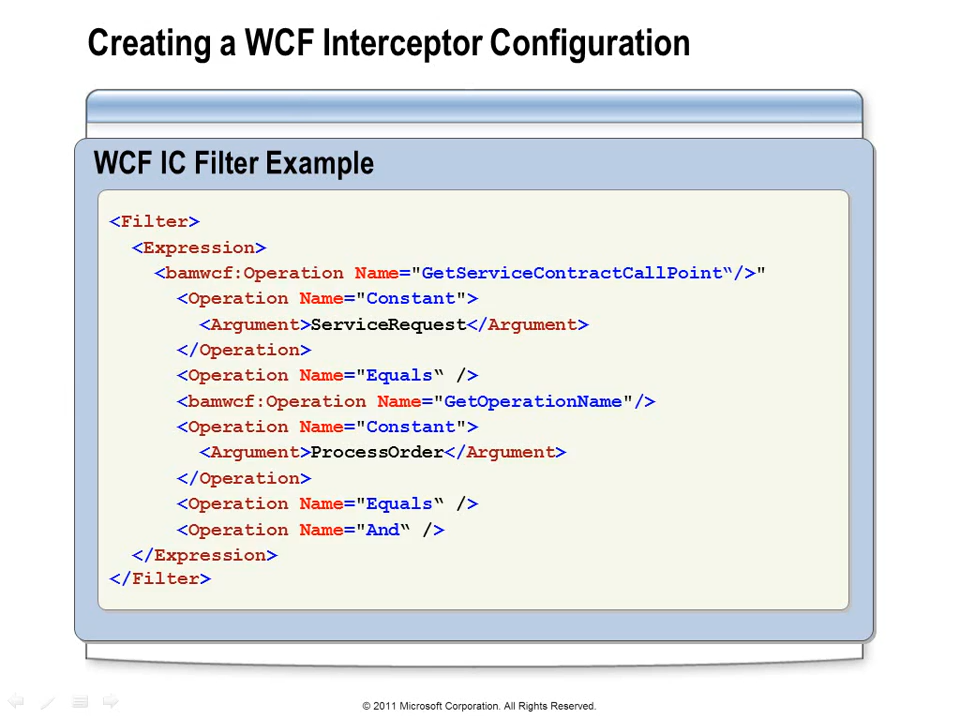 Creating a WCF Interceptor Configuration
WCF IC Filter Example
<Filter>
<Expression>
<bamwcf:Operation Name="GetServiceContractCallPoint“/>"
<Operation Name="Constant">
<Argument>ServiceRequest</Argument>
</Operation>
<Operation Name="Equals“ />
<bamwcf:Operation Name="GetOperationName"/>
<Operation Name="Constant">
<Argument>ProcessOrder</Argument>
</Operation>
<Operation Name="Equals“ />
<Operation Name="And“ />
</Expression>
</Filter>
© 2011 Microsoft Corporation. All Rights Reserved.